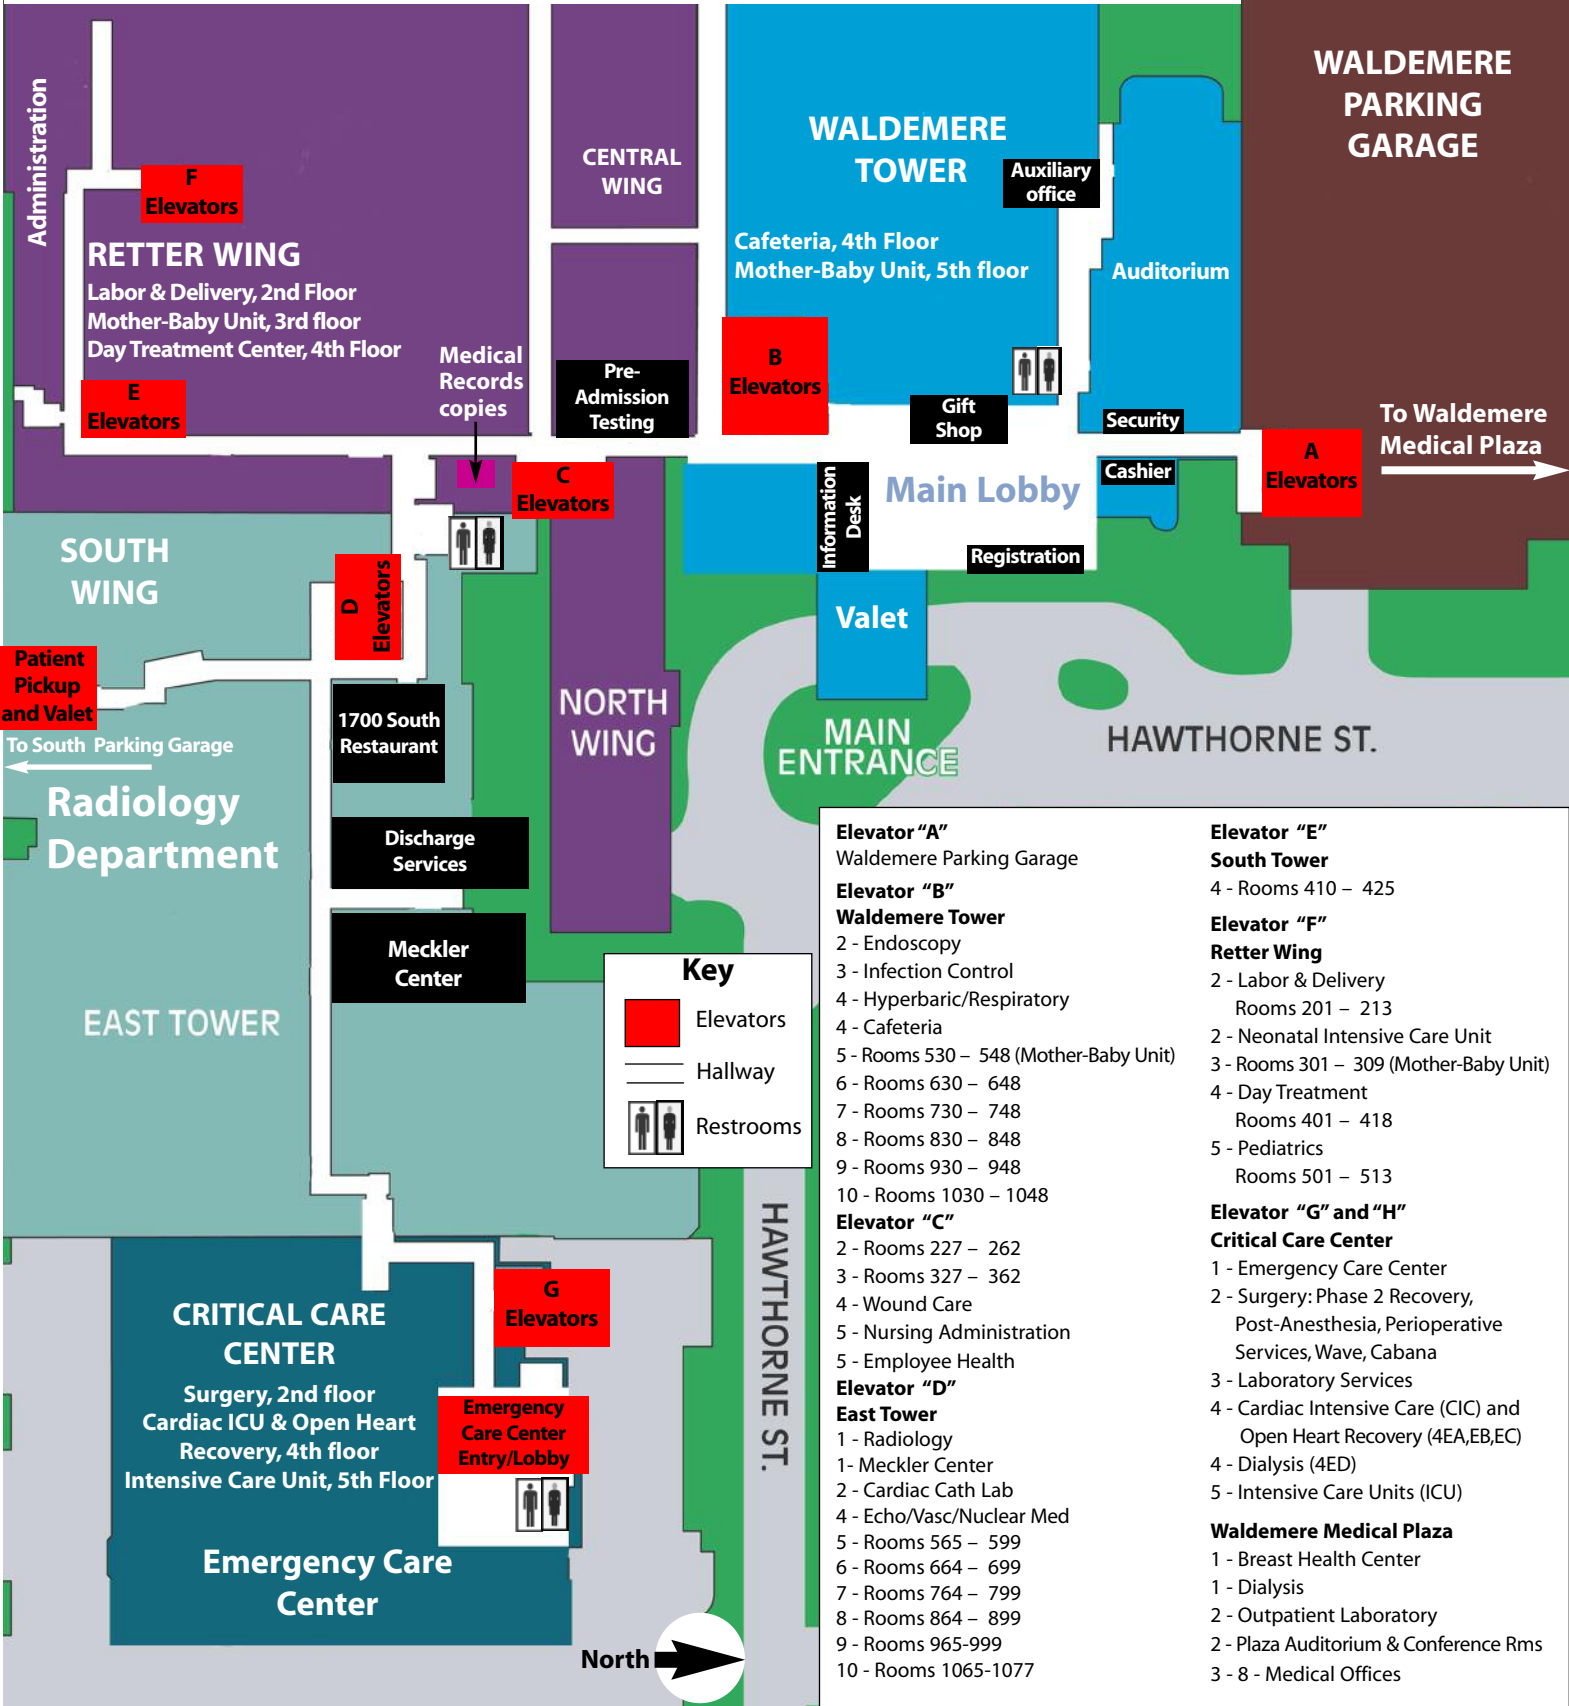 WALDEMERE
PARKING
GARAGE
Administration
CENTRAL
WING
WALDEMERE
TOWER
Auxiliary
office
F
Elevators
RETTER WING
Labor & Delivery, 2nd Floor
Mother-Baby Unit, 3rd floor
Day Treatment Center, 4th Floor
Cafeteria, 4th Floor
Mother-Baby Unit, 5th floor
Auditorium
E
Elevators
Medical
Records
copies
Pre-
Admission
Testing
B
Elevators
Gift
Shop
Security
To Waldemere
Medical Plaza
A
Elevators
C
Elevators
Information
Desk
Main Lobby
Cashier
Registration
SOUTH
WING
D
Elevators
Valet
Patient
Pickup
and Valet
To South Parking Garage
1700 South
Restaurant
NORTH
WING
MAIN
ENTRANCE
HAWTHORNE ST.
Radiology
Department
Discharge
Services
Meckler
Center
EAST TOWER
Key
Elevators
Hallway
Restrooms
HAWTHORNE ST.
G
Elevators
CRITICAL CARE
CENTER
Surgery, 2nd floor
Cardiac ICU & Open Heart
Recovery, 4th floor
Intensive Care Unit, 5th Floor
Emergency
Care Center
Entry/Lobby
Emergency Care
Center
North
Elevator "A"
Waldemere Parking Garage
Elevator "B"
Waldemere Tower
2 - Endoscopy
3 - Infection Control
4 - Hyperbaric/Respiratory
4 - Cafeteria
5 - Rooms 530 – 548 (Mother-Baby Unit)
6 - Rooms 630 – 648
7 - Rooms 730 – 748
8 - Rooms 830 – 848
9 - Rooms 930 – 948
10 - Rooms 1030 – 1048
Elevator "C"
2 - Rooms 227 – 262
3 - Rooms 327 – 362
4 - Wound Care
5 - Nursing Administration
5 - Employee Health
Elevator "D"
East Tower
1 - Radiology
1- Meckler Center
2 - Cardiac Cath Lab
4 - Echo/Vasc/Nuclear Med
5 - Rooms 565 – 599
6 - Rooms 664 – 699
7 - Rooms 764 – 799
8 - Rooms 864 – 899
9 - Rooms 965-999
10 - Rooms 1065-1077
Elevator "E"
South Tower
4 - Rooms 410 – 425
Elevator "F"
Retter Wing
2 - Labor & Delivery
Rooms 201 – 213
2 - Neonatal Intensive Care Unit
3 - Rooms 301 – 309 (Mother-Baby Unit)
4 - Day Treatment
Rooms 401 – 418
5 - Pediatrics
Rooms 501 – 513
Elevator "G" and "H"
Critical Care Center
1 - Emergency Care Center
2 - Surgery: Phase 2 Recovery,
Post-Anesthesia, Perioperative
Services, Wave, Cabana
3 - Laboratory Services
4 - Cardiac Intensive Care (CIC) and
Open Heart Recovery (4EA,EB,EC)
4 - Dialysis (4ED)
5 - Intensive Care Units (ICU)
Waldemere Medical Plaza
1 - Breast Health Center
1 - Dialysis
2 - Outpatient Laboratory
2 - Plaza Auditorium & Conference Rms
3 - 8 - Medical Offices